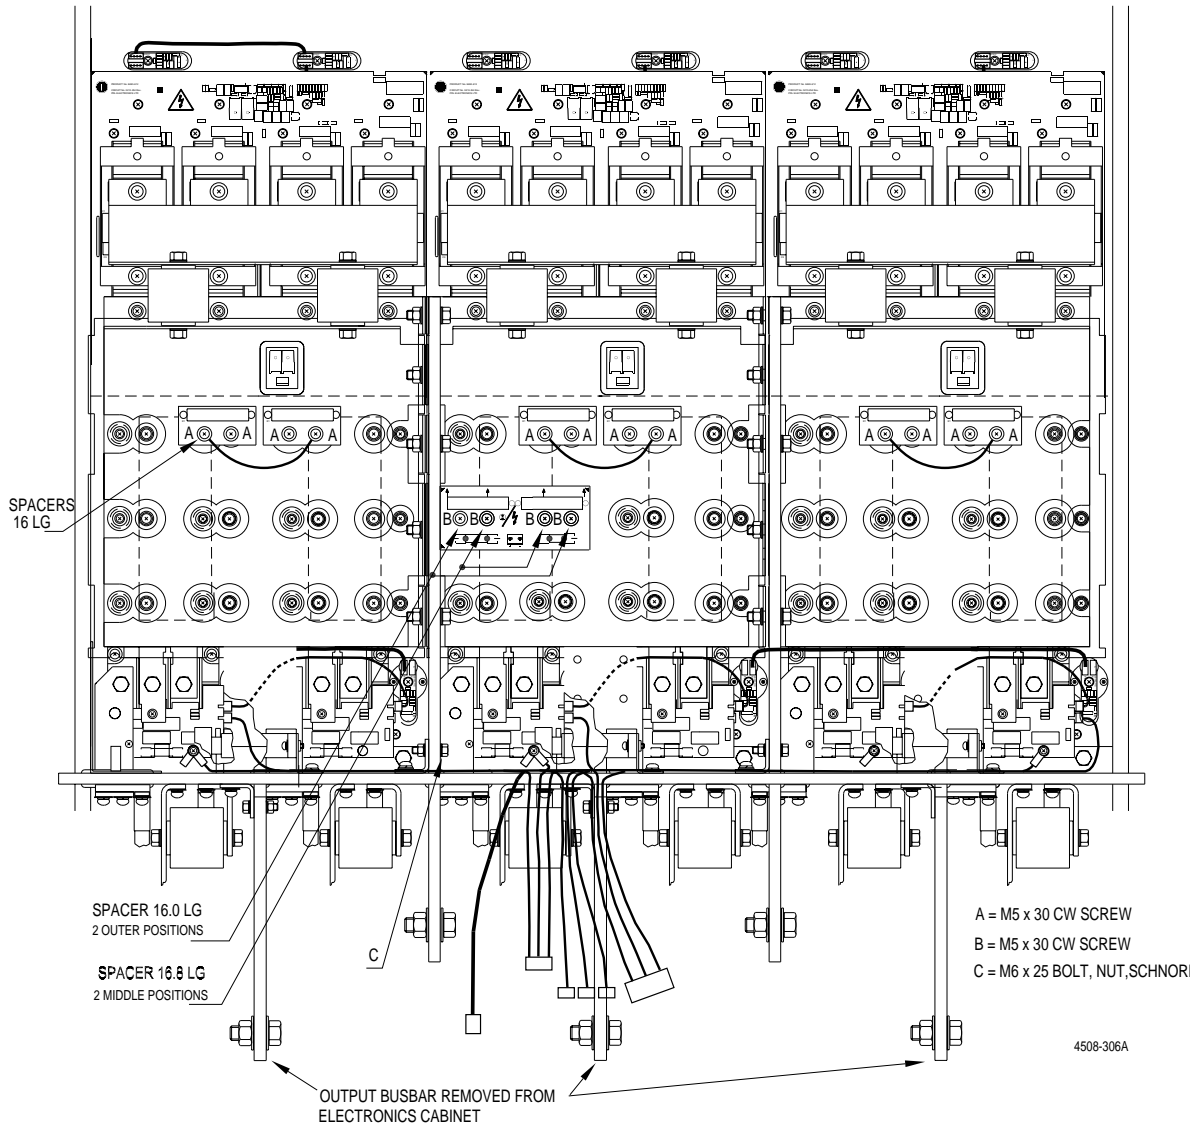 A A A A
A A A A
A A A A
SPACERS
16 LG
B B B B
SPACER 16.0 LG
2 OUTER POSITIONS
SPACER 16.8 LG
2 MIDDLE POSITIONS
C
A = M5 x 30 CW SCREW
B = M5 x 30 CW SCREW
C = M6 x 25 BOLT, NUT,SCHNOR
4508-306A
OUTPUT BUSBAR REMOVED FROM
ELECTRONICS CABINET